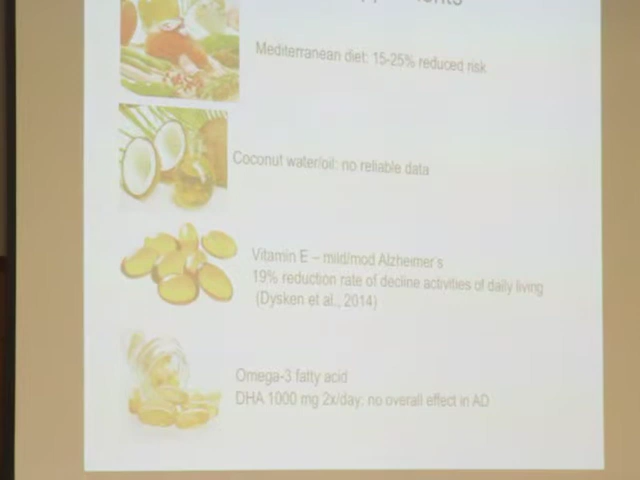 Mediterranean diet: 15-25% reduced risk
Coconut water/oil: no reliable data
Vitamin E – mild/mod Alzheimer's
19% reduction rate of decline activities of daily living
(Dysken et al., 2014)
Omega-3 fatty acid
DHA 1000 mg 2x/day: no overall effect in AD